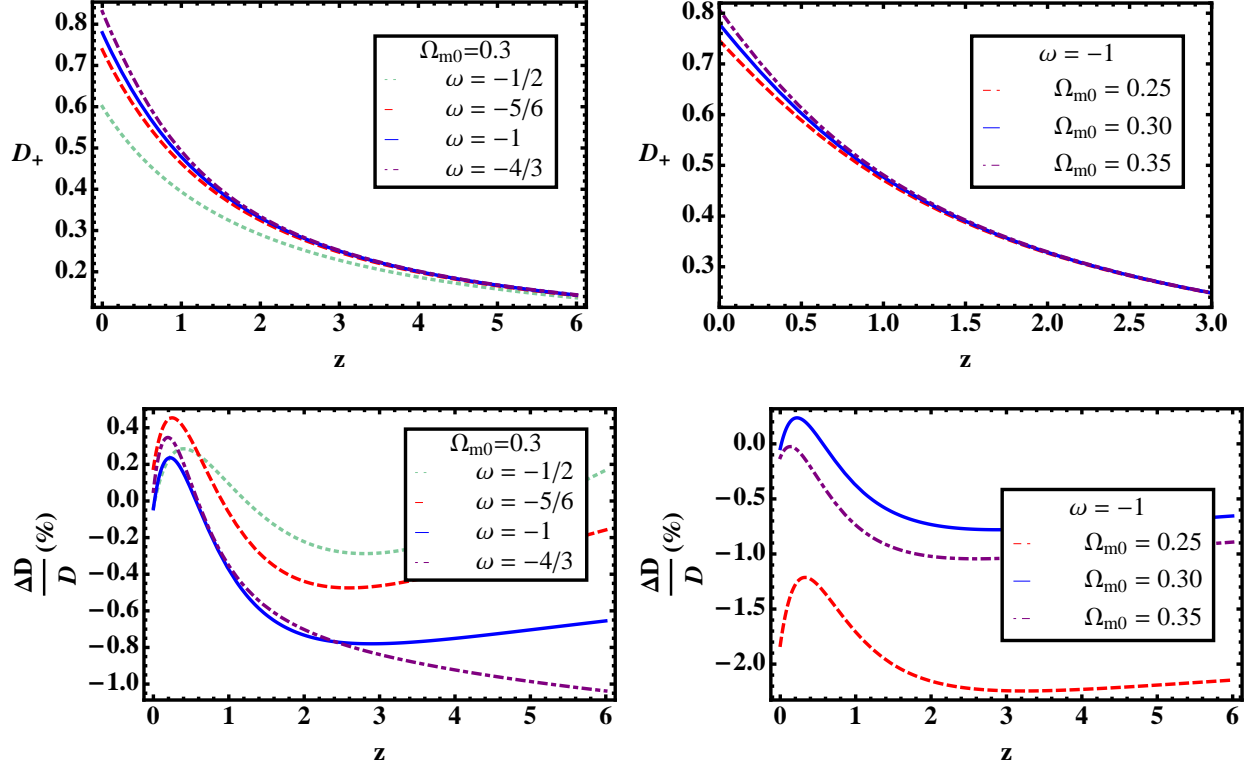 0.8
0.7
0.6
0.5
0.4
0.3
0.2
D+
0 1 2 3 4 5 6
z
Ωm0=0.3
ω = −1/2
ω = −5/6
ω = −1
ω = −4/3
0.8
0.7
0.6
0.5
0.4
0.3
D+
0.0 0.5 1.0 1.5 2.0 2.5 3.0
z
ω = −1
Ωm0 = 0.25
Ωm0 = 0.30
Ωm0 = 0.35
0.4
0.2
0.0
−0.2
−0.4
−0.6
−0.8
−1.0
ΔD/D(%)
0 1 2 3 4 5 6
z
Ωm0=0.3
ω = −1/2
ω = −5/6
ω = −1
ω = −4/3
0.0
−0.5
−1.0
−1.5
−2.0
ΔD/D(%)
0 1 2 3 4 5 6
z
ω = −1
Ωm0 = 0.25
Ωm0 = 0.30
Ωm0 = 0.35